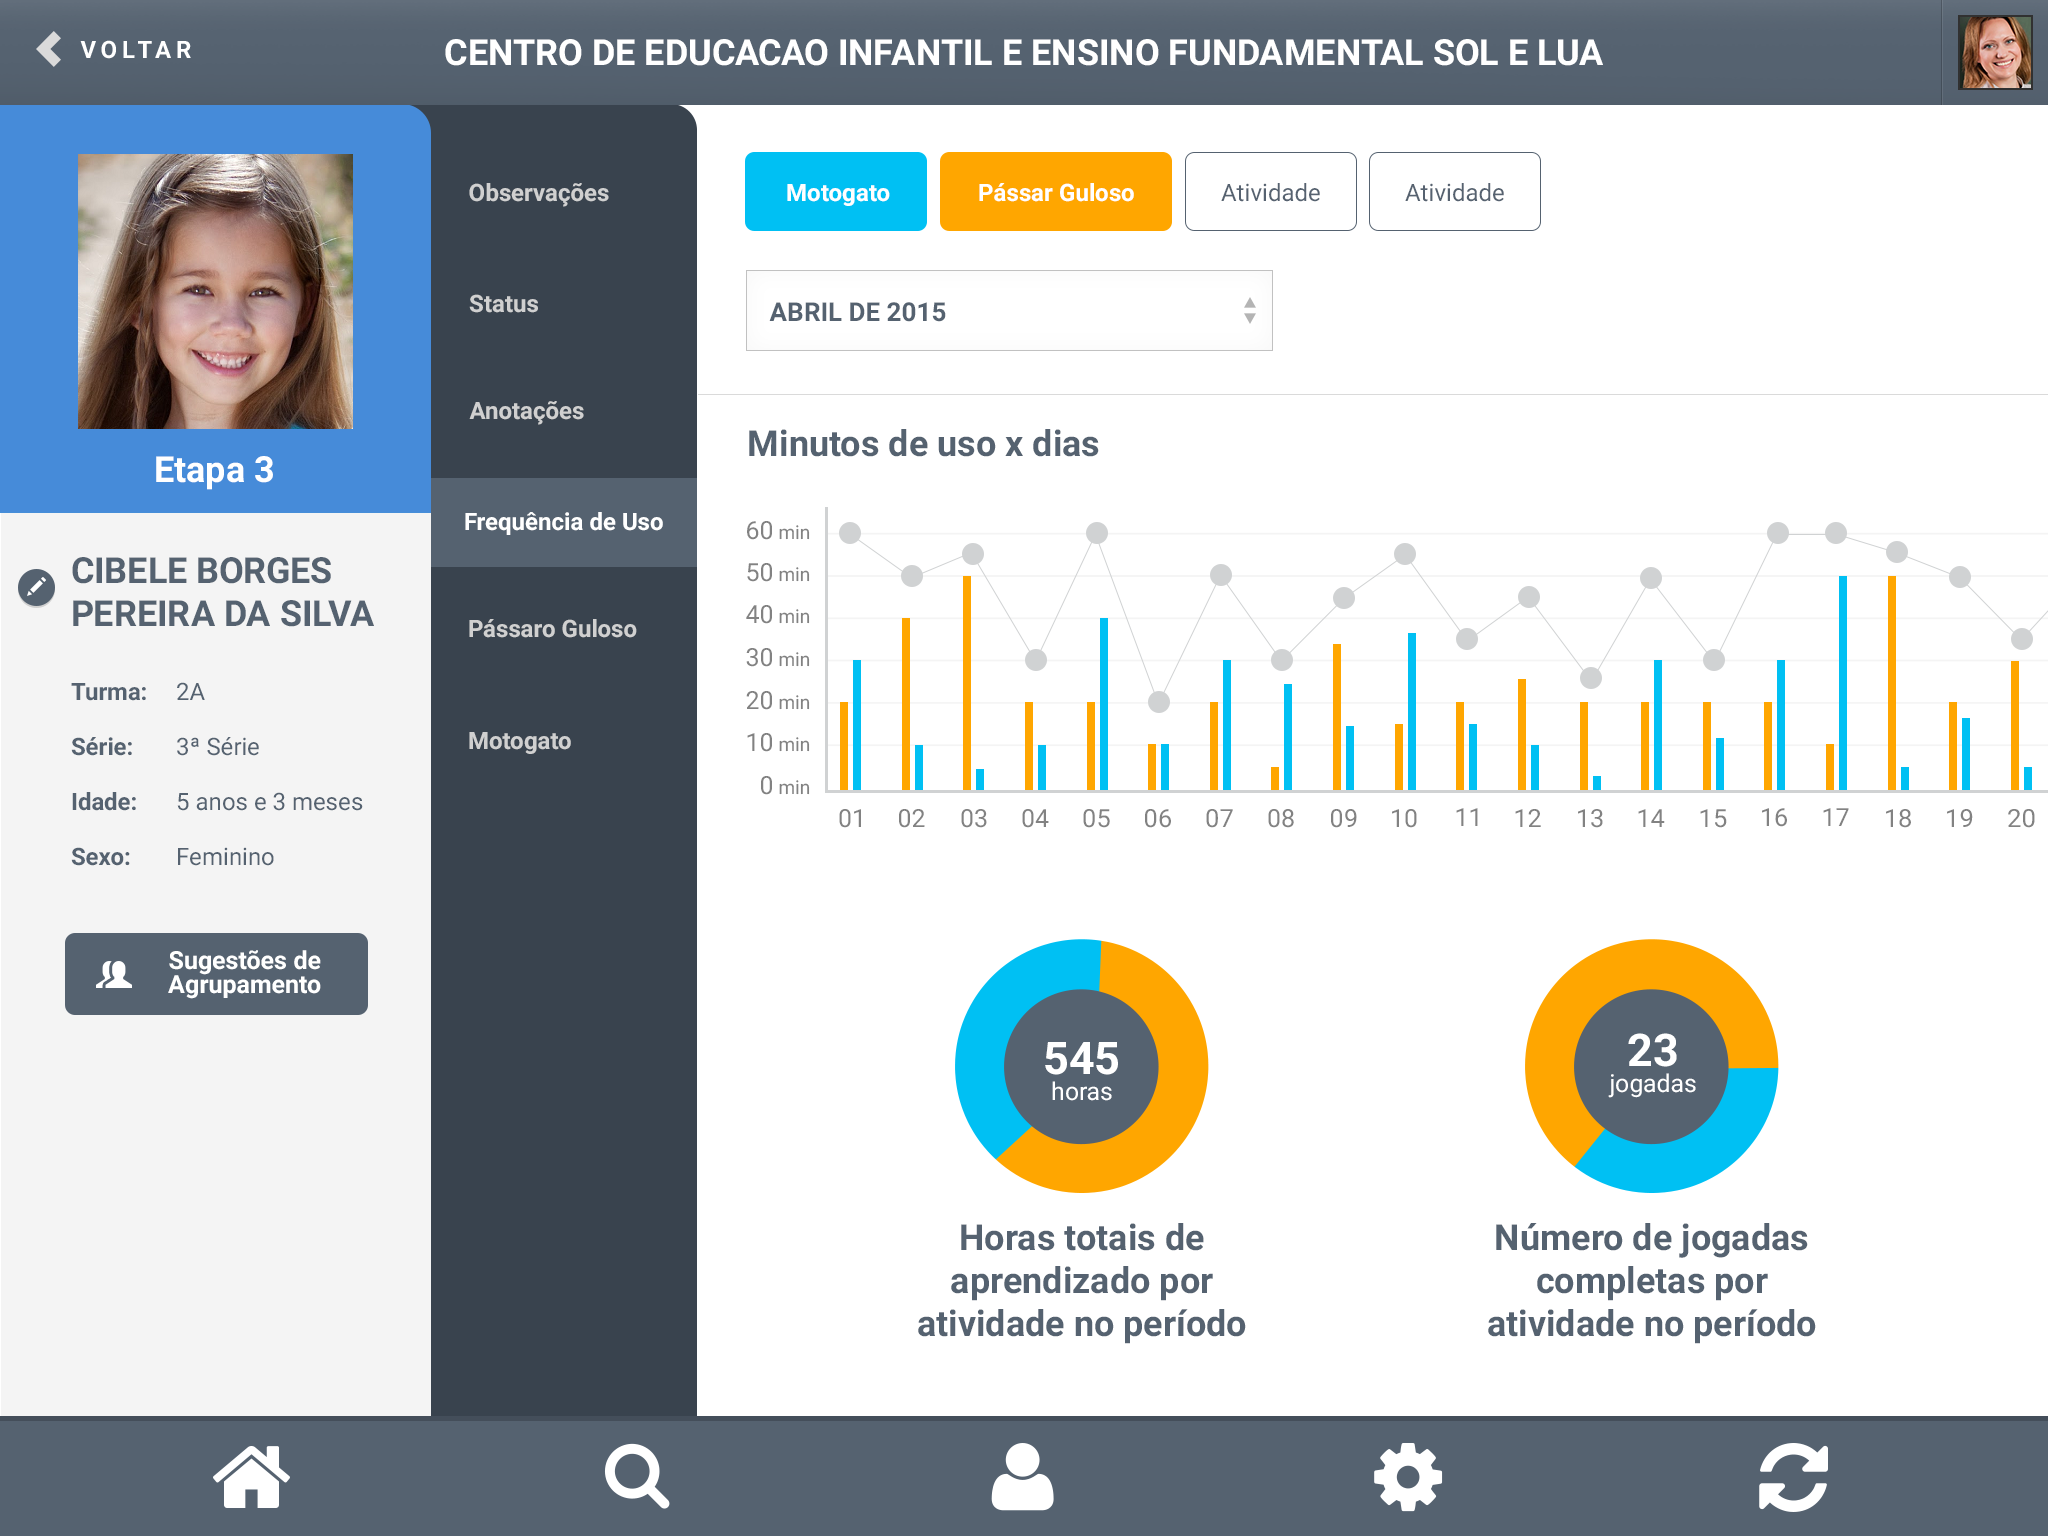 VOLTAR
CENTRO DE EDUCACAO INFANTIL E ENSINO FUNDAMENTAL SOL E LUA
Etapa 3
CIBELE BORGES
PEREIRA DA SILVA
Turma: 2A
Série: 3ª Série
Idade: 5 anos e 3 meses
Sexo: Feminino
Sugestões de
Agrupamento
Observações
Status
Anotações
Frequência de Uso
Pássaro Guloso
Motogato
Motogato Pássar Guloso Atividade Atividade
ABRIL DE 2015
Minutos de uso x dias
60 min
50 min
40 min
30 min
20 min
10 min
0 min
01 02 03 04 05 06 07 08 09 10 11 12 13 14 15 16 17 18 19 20
545
horas
Horas totais de
aprendizado por
atividade no período
23
jogadas
Número de jogadas
completas por
atividade no período